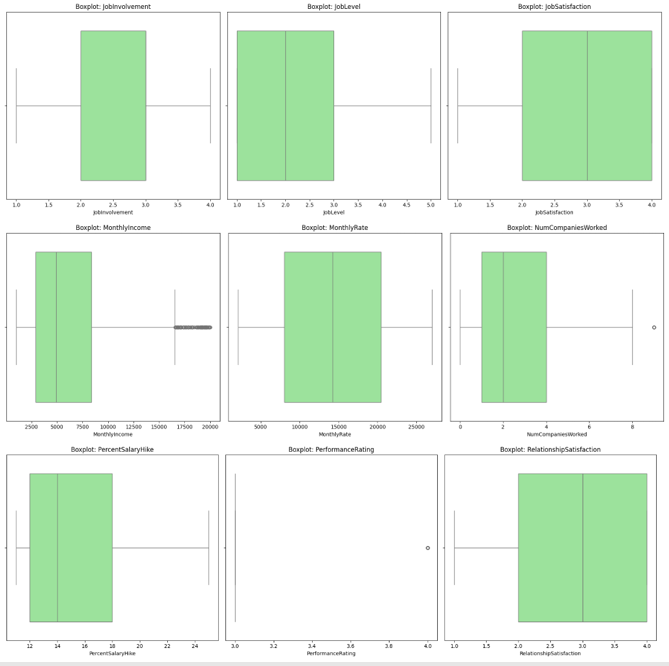 Boxplot: JobInvolvement
Boxplot: JobLevel
Boxplot: JobSatisfaction
1.0 1.5 2.0 2.5 3.0 3.5 4.0
1.0 1.5 2.0 2.5 3.0 3.5 4.0 4.5 5.0
1.0 1.5 2.0 2.5 3.0 3.5 4.0
JobInvolvement
JobLevel
JobSatisfaction
Boxplot: MonthlyIncome
Boxplot: MonthlyRate
Boxplot: NumCompaniesWorked
2500 5000 7500 10000 12500 15000 17500 20000
5000 10000 15000 20000 25000
0 2 4 6 8
MonthlyIncome
MonthlyRate
NumCompaniesWorked
Boxplot: PercentSalaryHike
Boxplot: PerformanceRating
Boxplot: RelationshipSatisfaction
12 14 16 18 20 22 24
3.0 3.2 3.4 3.6 3.8 4.0
1.0 1.5 2.0 2.5 3.0 3.5 4.0
PercentSalaryHike
PerformanceRating
RelationshipSatisfaction